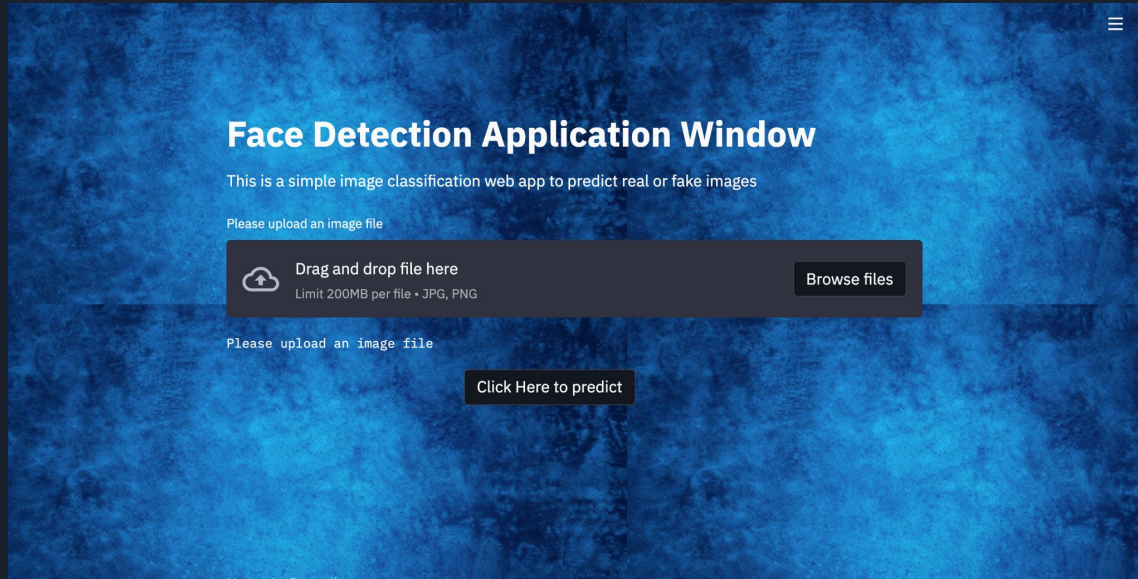 Face Detection Application Window
This is a simple image classification web app to predict real or fake images
Please upload an image file
Drag and drop file here
Limit 200MB per file • JPG, PNG
Browse files
Please upload an image file
Click Here to predict